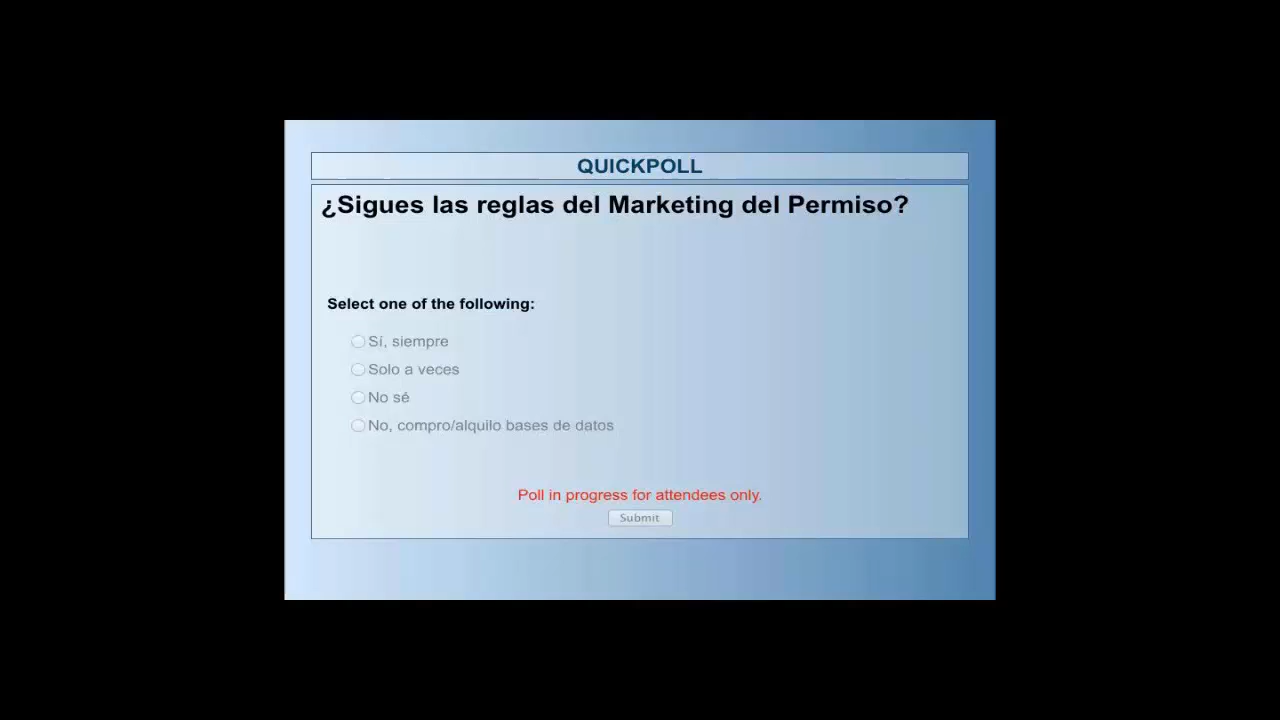 QUICKPOLL
¿Sigues las reglas del Marketing del Permiso?
Select one of the following:
Sí, siempre
Solo a veces
No sé
No, compro/alquilo bases de datos
Poll in progress for attendees only.
Submit